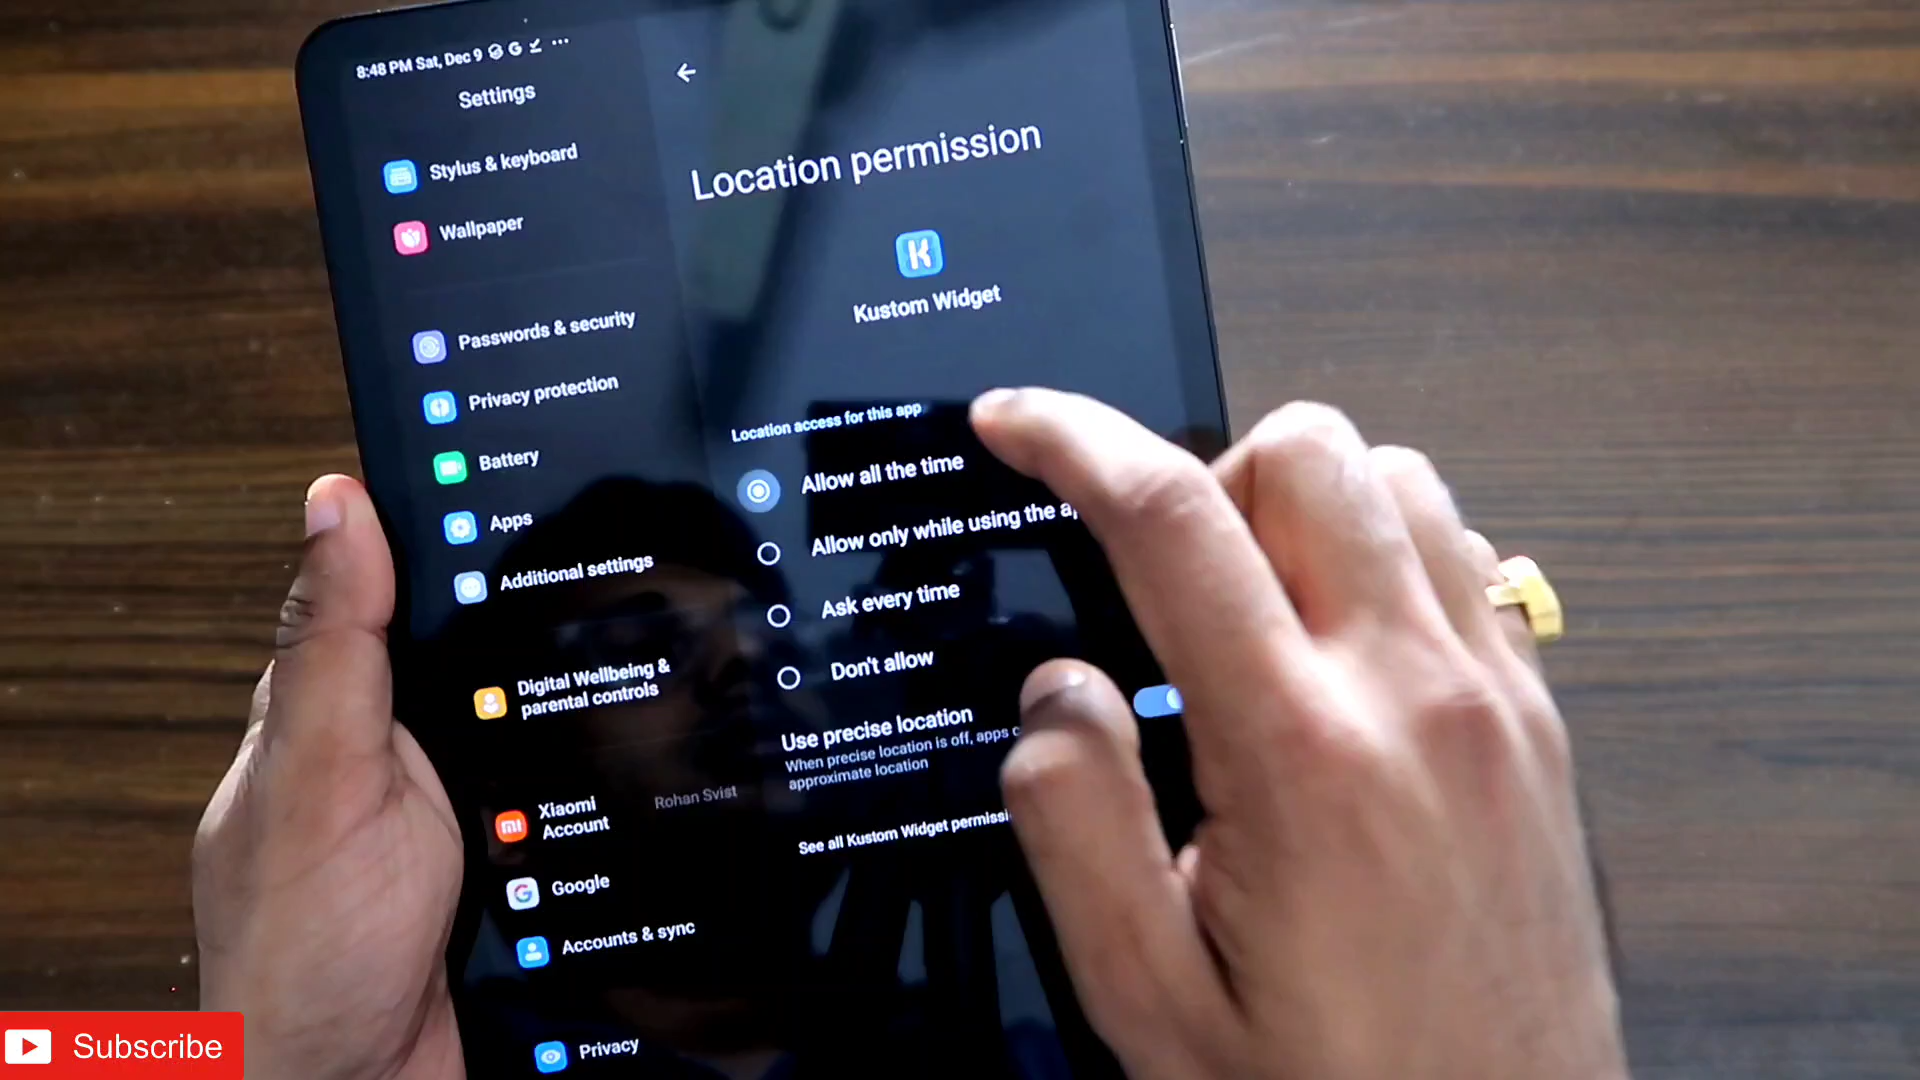 8:48 PM Sat, Dec 9
Settings
Stylus & keyboard
Wallpaper
Passwords & security
Privacy protection
Battery
Apps
Additional settings
Digital Wellbeing &
parental controls
Xiaomi
Account
Rohan Svist
Google
Accounts & sync
Privacy
Location permission
Kustom Widget
Location access for this app
Allow all the time
Allow only while using the
Ask every time
Don't allow
Use precise location
When precise location is off, apps
approximate location
See all Kustom Widget
Subscribe